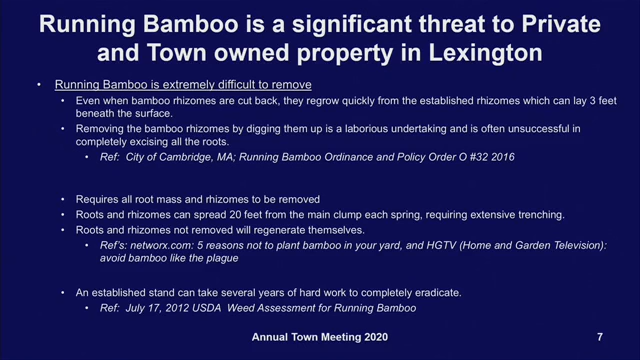 Running Bamboo is a significant threat to Private
and Town owned property in Lexington
• Running Bamboo is extremely difficult to remove
• Even when bamboo rhizomes are cut back, they regrow quickly from the established rhizomes which can lay 3 feet
beneath the surface.
• Removing the bamboo rhizomes by digging them up is a laborious undertaking and is often unsuccessful in
completely excising all the roots.
• Ref: City of Cambridge, MA; Running Bamboo Ordinance and Policy Order O #32 2016
• Requires all root mass and rhizomes to be removed
• Roots and rhizomes can spread 20 feet from the main clump each spring, requiring extensive trenching.
• Roots and rhizomes not removed will regenerate themselves.
• Ref's: networx.com: 5 reasons not to plant bamboo in your yard, and HGTV (Home and Garden Television):
avoid bamboo like the plague
• An established stand can take several years of hard work to completely eradicate.
• Ref: July 17, 2012 USDA Weed Assessment for Running Bamboo
Annual Town Meeting 2020
7